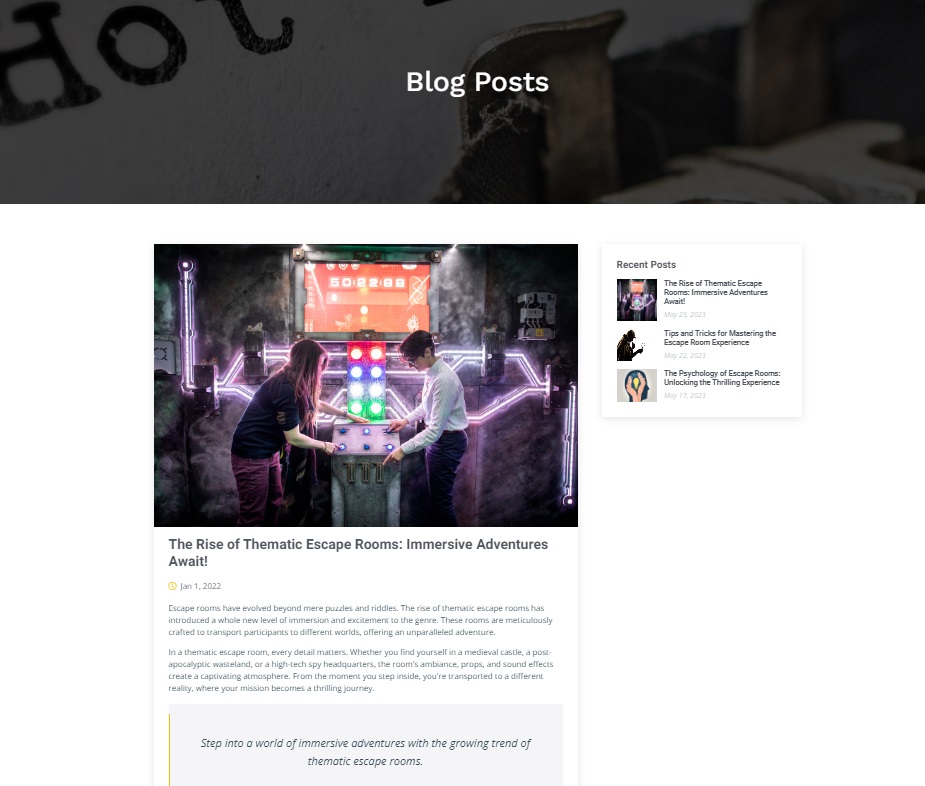 Hot
Blog Posts
502288
The Rise of Thematic Escape Rooms: Immersive Adventures
Await!
Jan 1, 2022
Escape rooms have evolved beyond mere puzzles and riddles. The rise of thematic escape rooms has
introduced a whole new level of immersion and excitement to the genre. These rooms are meticulously
crafted to transport participants to different worlds, offering an unparalleled adventure.
In a thematic escape room, every detail matters. Whether you find yourself in a medieval castle, a post-
apocalyptic wasteland, or a high-tech spy headquarters, the room's ambiance, props, and sound effects
create a captivating atmosphere. From the moment you step inside, you're transported to a different
reality, where your mission becomes a thrilling journey.
Step into a world of immersive adventures with the growing trend of
thematic escape rooms.
Recent Posts
The Rise of Thematic Escape
Rooms: Immersive Adventures
Await!
May 25, 2023
Tips and Tricks for Mastering the
Escape Room Experience
May 22, 2023
The Psychology of Escape Rooms:
Unlocking the Thrilling Experience
May 17, 2023